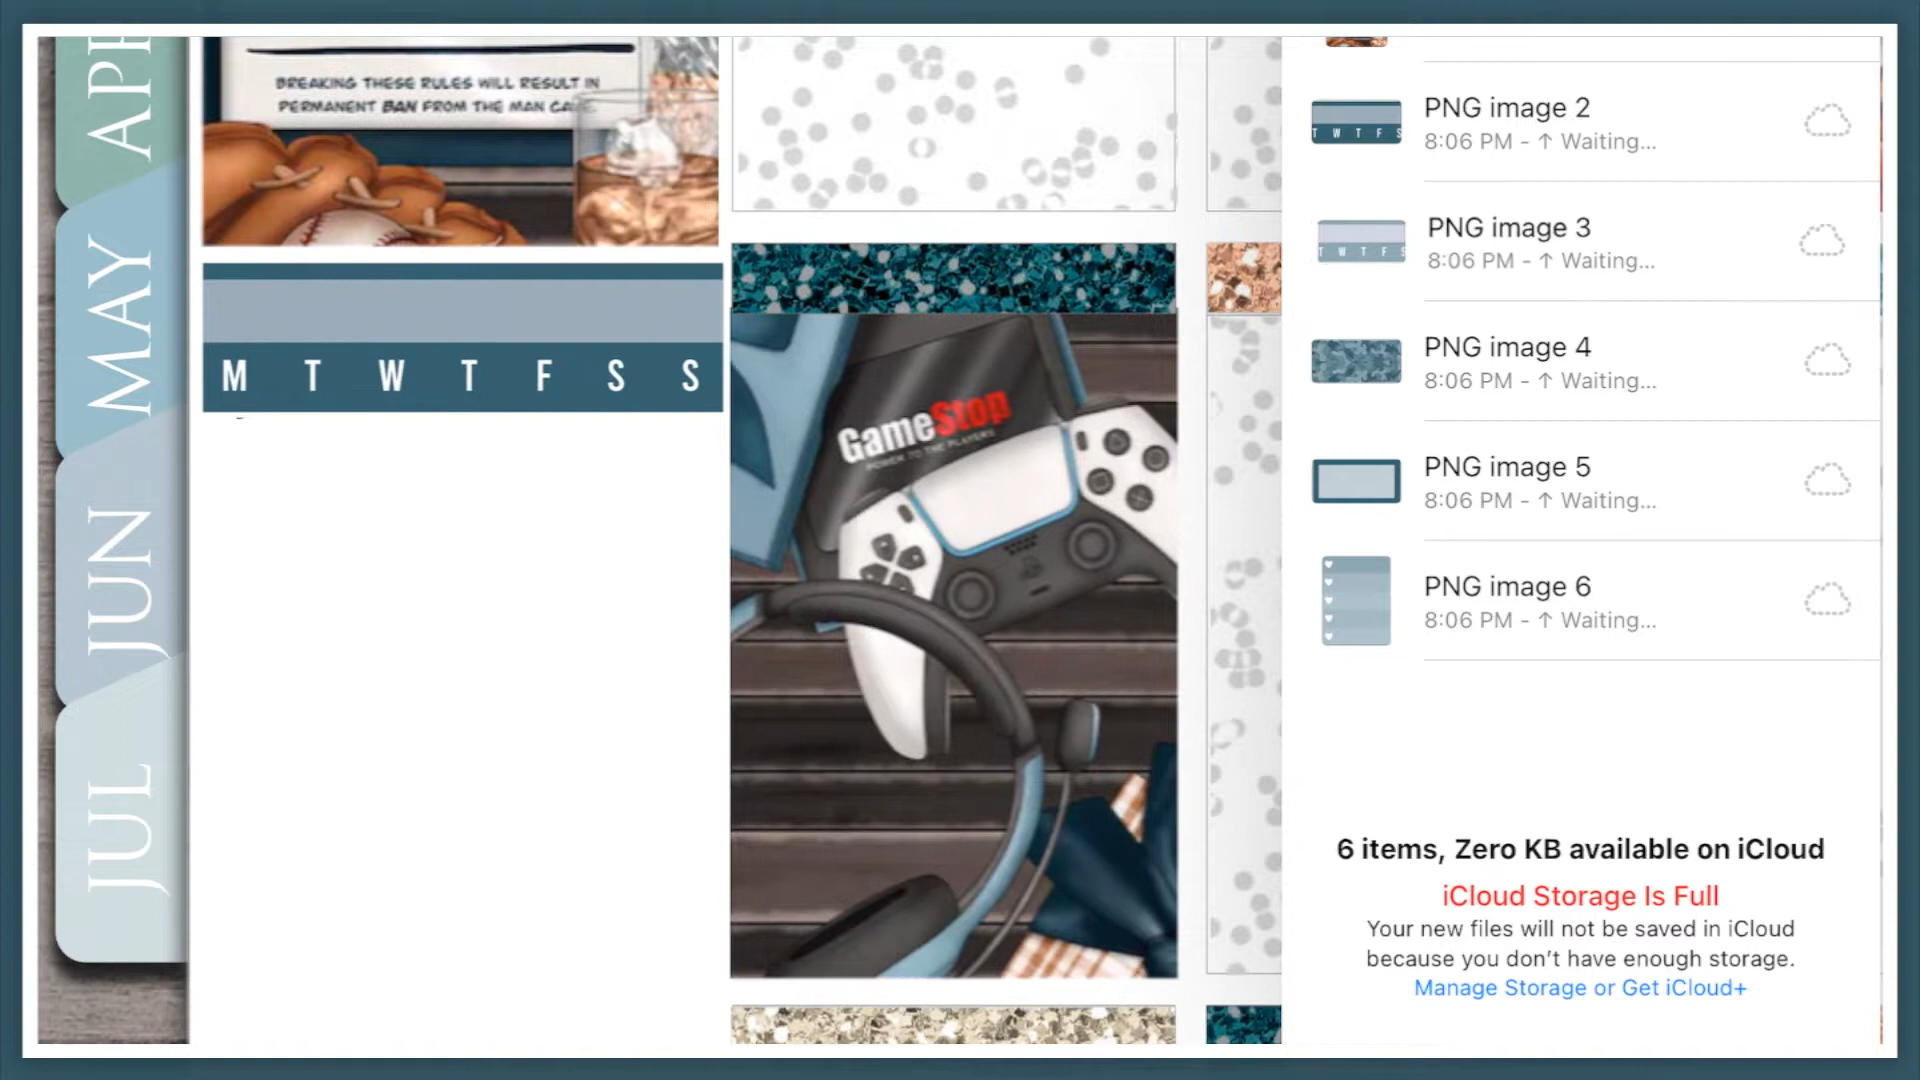 APR
MAY
JUN
JUL
BREAKING THESE RULES WILL RESULT IN
PERMANENT BAN FROM THE MAN CAVE.
M T W T F S S
GameStop
POWER TO THE PLAYERS
T W T F S
PNG image 2
8:06 PM - ↑ Waiting...
T W T F S
PNG image 3
8:06 PM - ↑ Waiting...
PNG image 4
8:06 PM - ↑ Waiting...
PNG image 5
8:06 PM - ↑ Waiting...
PNG image 6
8:06 PM - ↑ Waiting...
6 items, Zero KB available on iCloud
iCloud Storage Is Full
Your new files will not be saved in iCloud
because you don't have enough storage.
Manage Storage or Get iCloud+